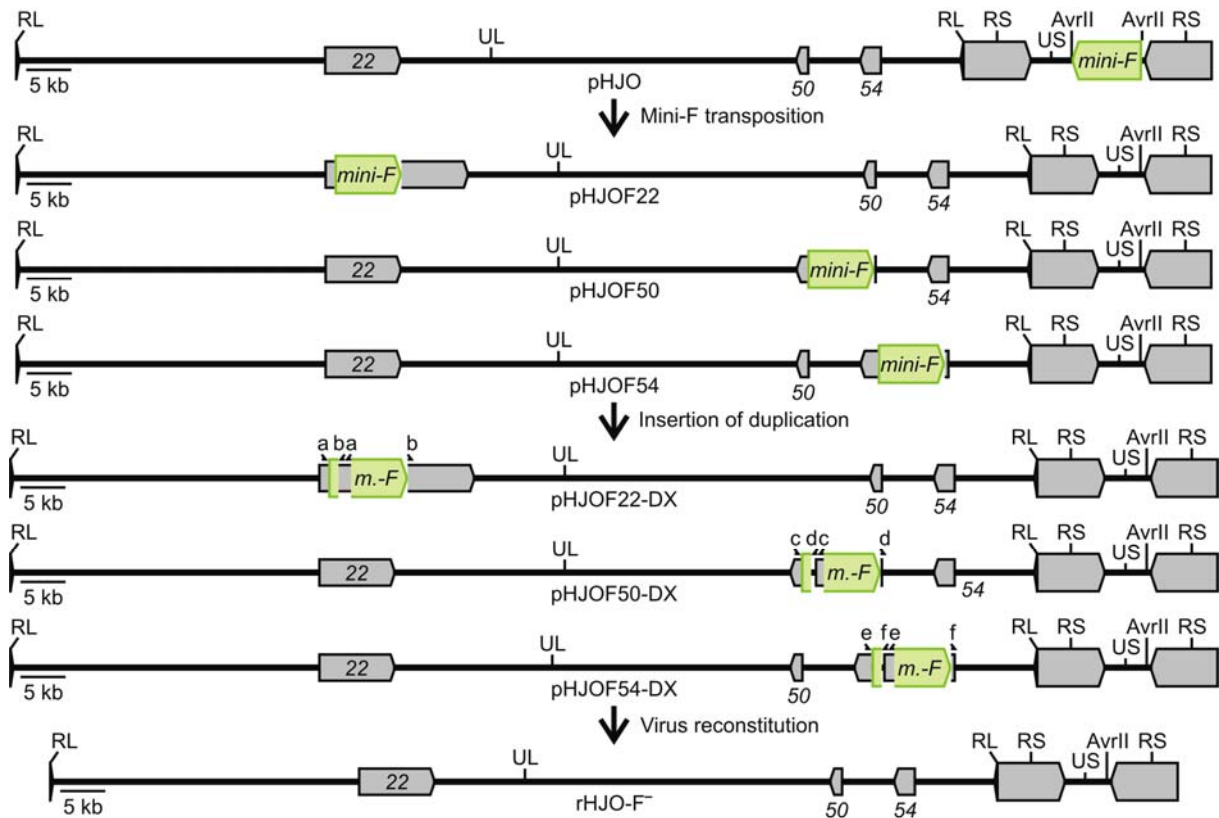 RL UL RL RS US AvrII AvrII RS
22 50 54 mini-F
5 kb pHJO
Mini-F transposition
RL UL RL RS US AvrII RS
mini-F 50 54
5 kb pHJOF22
RL UL RL RS US AvrII RS
22 mini-F 54
5 kb pHJOF50
RL UL RL RS US AvrII RS
22 50 mini-F
5 kb pHJOF54
Insertion of duplication
RL a b a b UL RL RS US AvrII RS
m.-F 50 54
5 kb pHJOF22-DX
RL UL c d c d RL RS US AvrII RS
22 m.-F 54
5 kb pHJOF50-DX
RL UL e f e f RL RS US AvrII RS
22 50 m.-F
5 kb pHJOF54-DX
Virus reconstitution
RL UL RL RS US AvrII RS
22 50 54
5 kb rHJO-F⁻